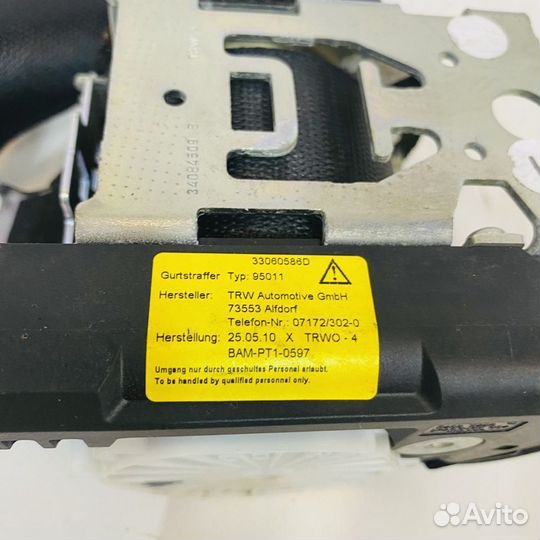 34084509 B
33060586D
Gurtstraffer Typ: 95011
Hersteller: TRW Automotive GmbH
73553 Alfdorf
Telefon-Nr.: 07172/302-0
Herstellung: 25.05.10 X TRWO - 4
BAM-PT1-0597
Umgang nur durch geschultes Personal erlaubt.
To be handled by qualified personnel only.
Avito